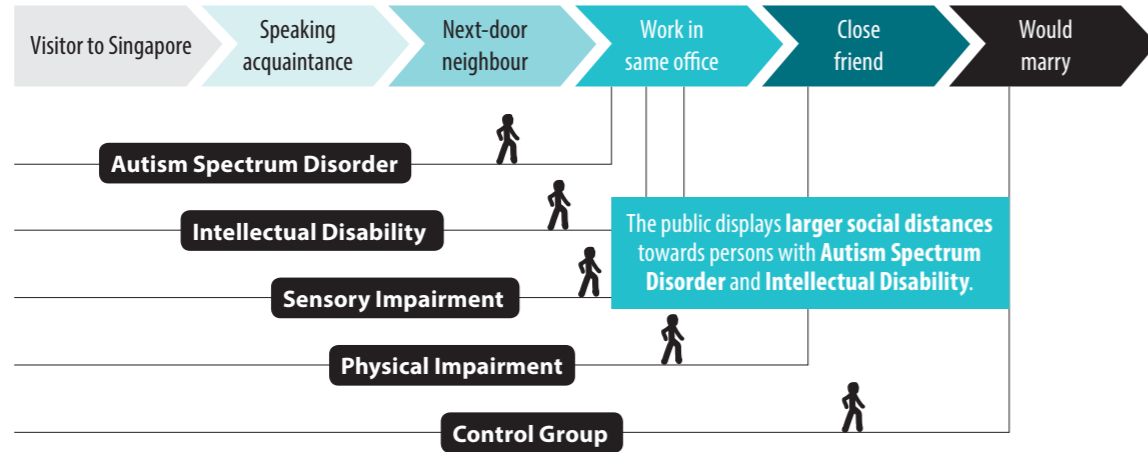 Visitor to Singapore
Speaking
acquaintance
Next-door
neighbour
Work in
same office
Close
friend
Would
marry
Autism Spectrum Disorder
Intellectual Disability
Sensory Impairment
Physical Impairment
Control Group
The public displays larger social distances
towards persons with Autism Spectrum
Disorder and Intellectual Disability.